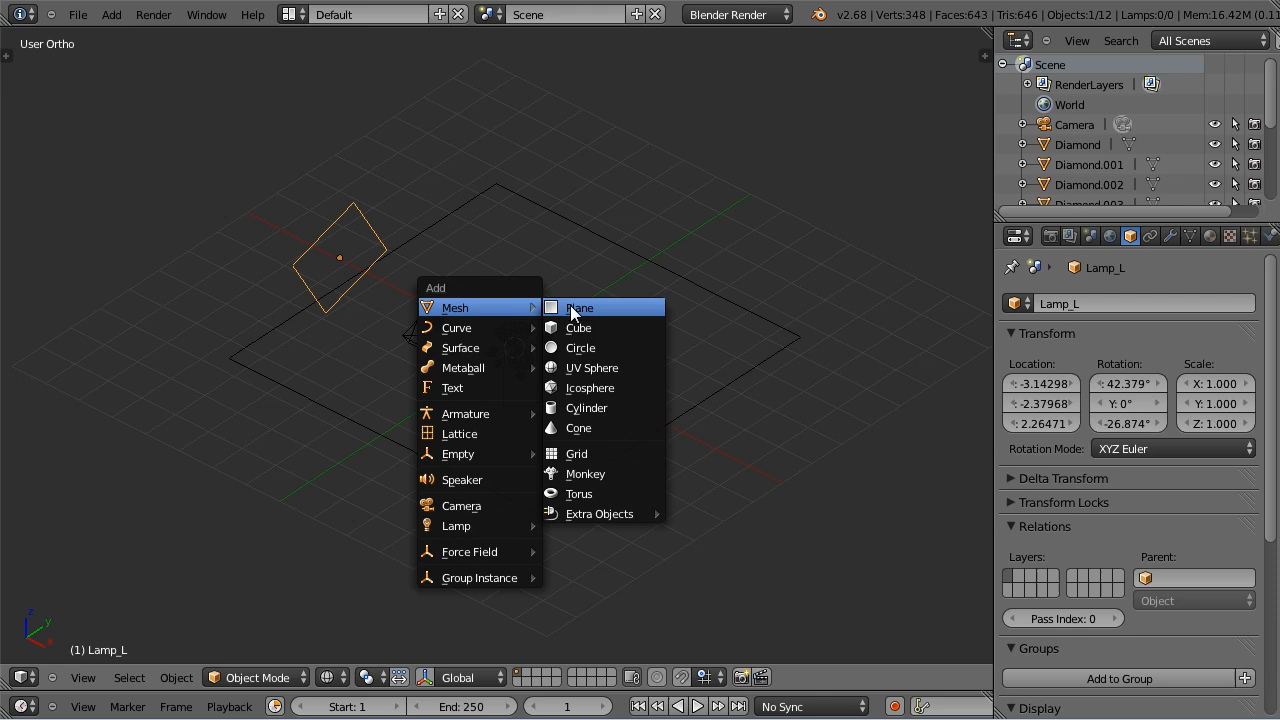 File Add Render Window Help Default Scene Blender Render v2.68 | Verts:348 | Faces:643 | Tris:646 | Objects:1/12 | Lamps:0/0 | Mem:16.42M (0.11
User Ortho
View Search All Scenes
Scene
RenderLayers |
World
Camera |
Diamond |
Diamond.001 |
Diamond.002 |
Diamond.003
Lamp_L
Lamp_L
Add
Mesh
Curve
Surface
Metaball
Text
Armature
Lattice
Empty
Speaker
Camera
Lamp
Force Field
Group Instance
Plane
Cube
Circle
UV Sphere
Icosphere
Cylinder
Cone
Grid
Monkey
Torus
Extra Objects
Transform
Location: Rotation: Scale:
: -3.14298 : 42.379° X: 1.000
: -2.37968 Y: 0° Y: 1.000
: 2.26471 : -26.874° Z: 1.000
Rotation Mode: XYZ Euler
Delta Transform
Transform Locks
Relations
Layers: Parent:
Object
Pass Index: 0
Groups
Add to Group
Display
z
y
x
(1) Lamp_L
View Select Object Object Mode Global
View Marker Frame Playback Start: 1 End: 250 1 No Sync